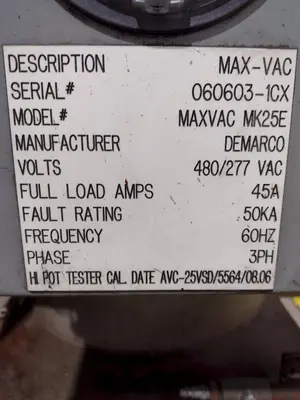 DESCRIPTION MAX-VAC
SERIAL# 060603-1CX
MODEL# MAXVAC MK25E
MANUFACTURER DEMARCO
VOLTS 480/277 VAC
FULL LOAD AMPS 45A
FAULT RATING 50KA
FREQUENCY 60HZ
PHASE 3PH
HI POT TESTER CAL. DATE AVC-25VSD/5564/08.06